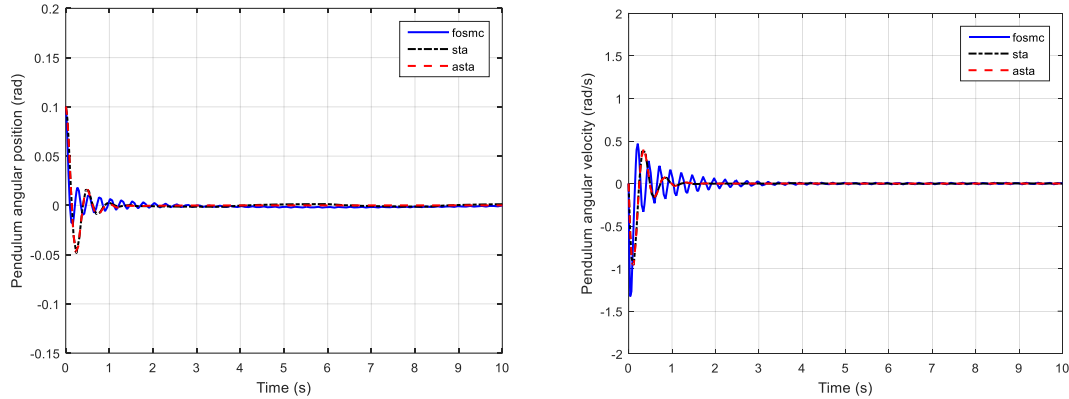 0.2
0.15
0.1
0.05
0
-0.05
-0.1
-0.15
Pendulum angular position (rad)
fosmc
sta
asta
0 1 2 3 4 5 6 7 8 9 10
Time (s)
2
1.5
1
0.5
0
-0.5
-1
-1.5
-2
Pendulum angular velocity (rad/s)
fosmc
sta
asta
0 1 2 3 4 5 6 7 8 9 10
Time (s)